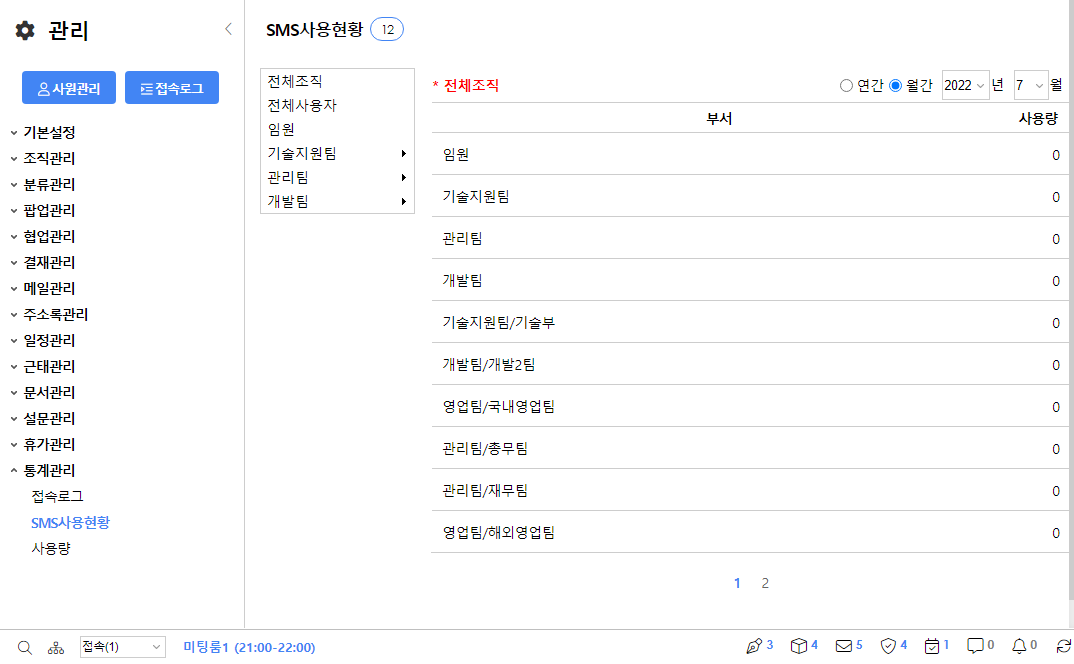 관리
사원관리
접속로그
기본설정
조직관리
분류관리
팝업관리
협업관리
결재관리
메일관리
주소록관리
일정관리
근태관리
문서관리
설문관리
휴가관리
통계관리
접속로그
SMS사용현황
사용량
SMS사용현황 12
전체조직
전체사용자
임원
기술지원팀
관리팀
개발팀
* 전체조직 연간 월간 2022 년 7 월
부서 사용량
임원 0
기술지원팀 0
관리팀 0
개발팀 0
기술지원팀/기술부 0
개발팀/개발2팀 0
영업팀/국내영업팀 0
관리팀/총무팀 0
관리팀/재무팀 0
영업팀/해외영업팀 0
1 2
접속(1) 미팅룸1 (21:00-22:00) 3 4 5 4 1 0 0